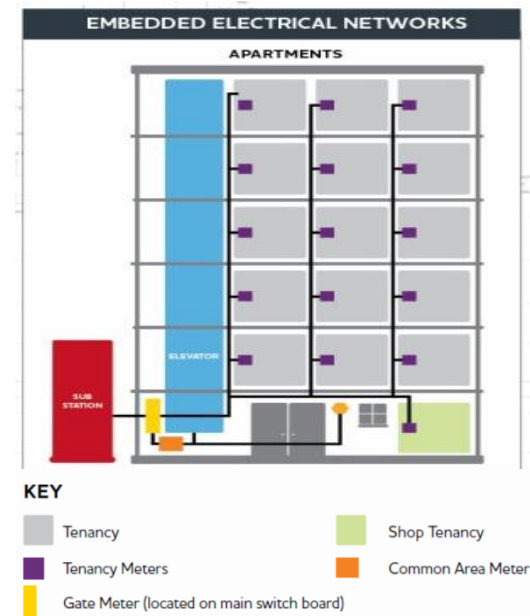 EMBEDDED ELECTRICAL NETWORKS
APARTMENTS
ELEVATOR
SUB
STATION
KEY
Tenancy
Shop Tenancy
Tenancy Meters
Common Area Meter
Gate Meter (located on main switch board)